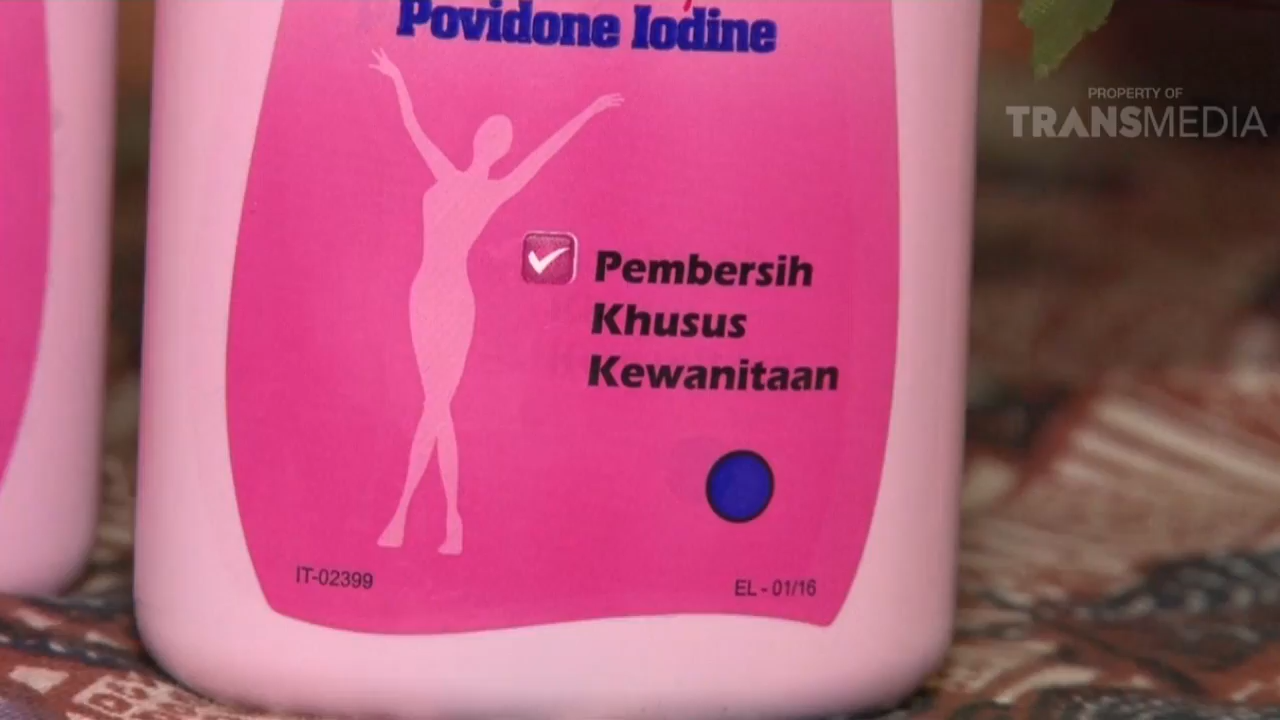 Povidone Iodine
PROPERTY OF
TRANSMEDIA
Pembersih
Khusus
Kewanitaan
IT-02399
EL - 01/16